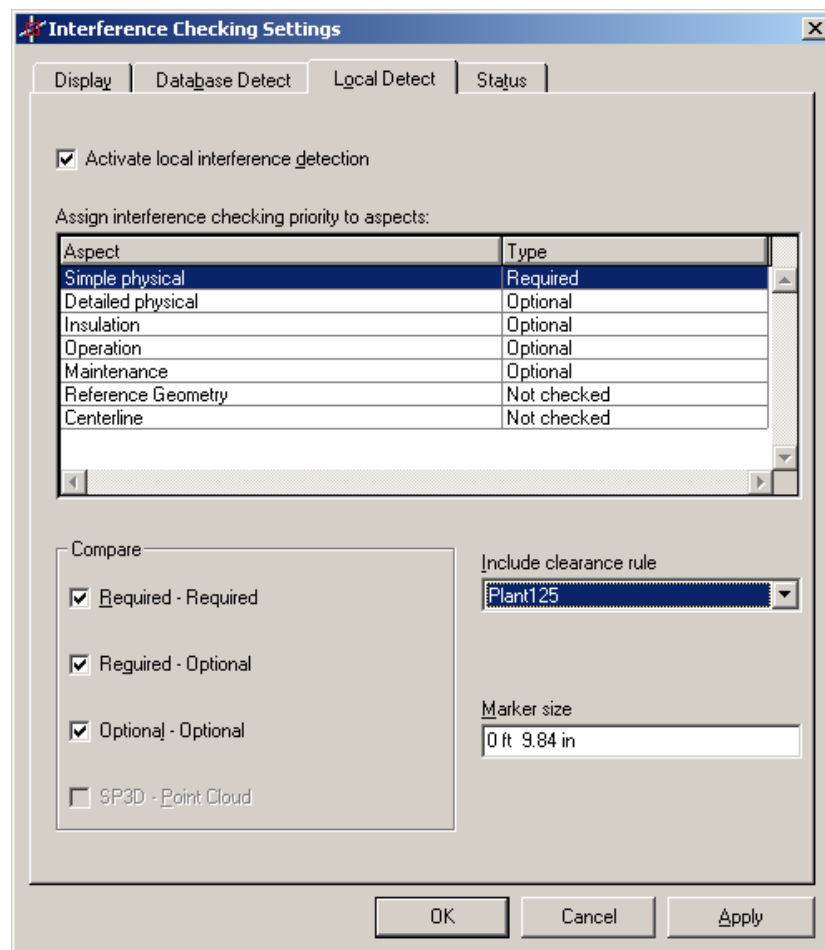 Interference Checking Settings
Display Database Detect Local Detect Status
Activate local interference detection
Assign interference checking priority to aspects:
Aspect Type
Simple physical Required
Detailed physical Optional
Insulation Optional
Operation Optional
Maintenance Optional
Reference Geometry Not checked
Centerline Not checked
Compare
Required - Required
Required - Optional
Optional - Optional
SP3D - Point Cloud
Include clearance rule
Plant125
Marker size
0 ft 9.84 in
OK Cancel Apply